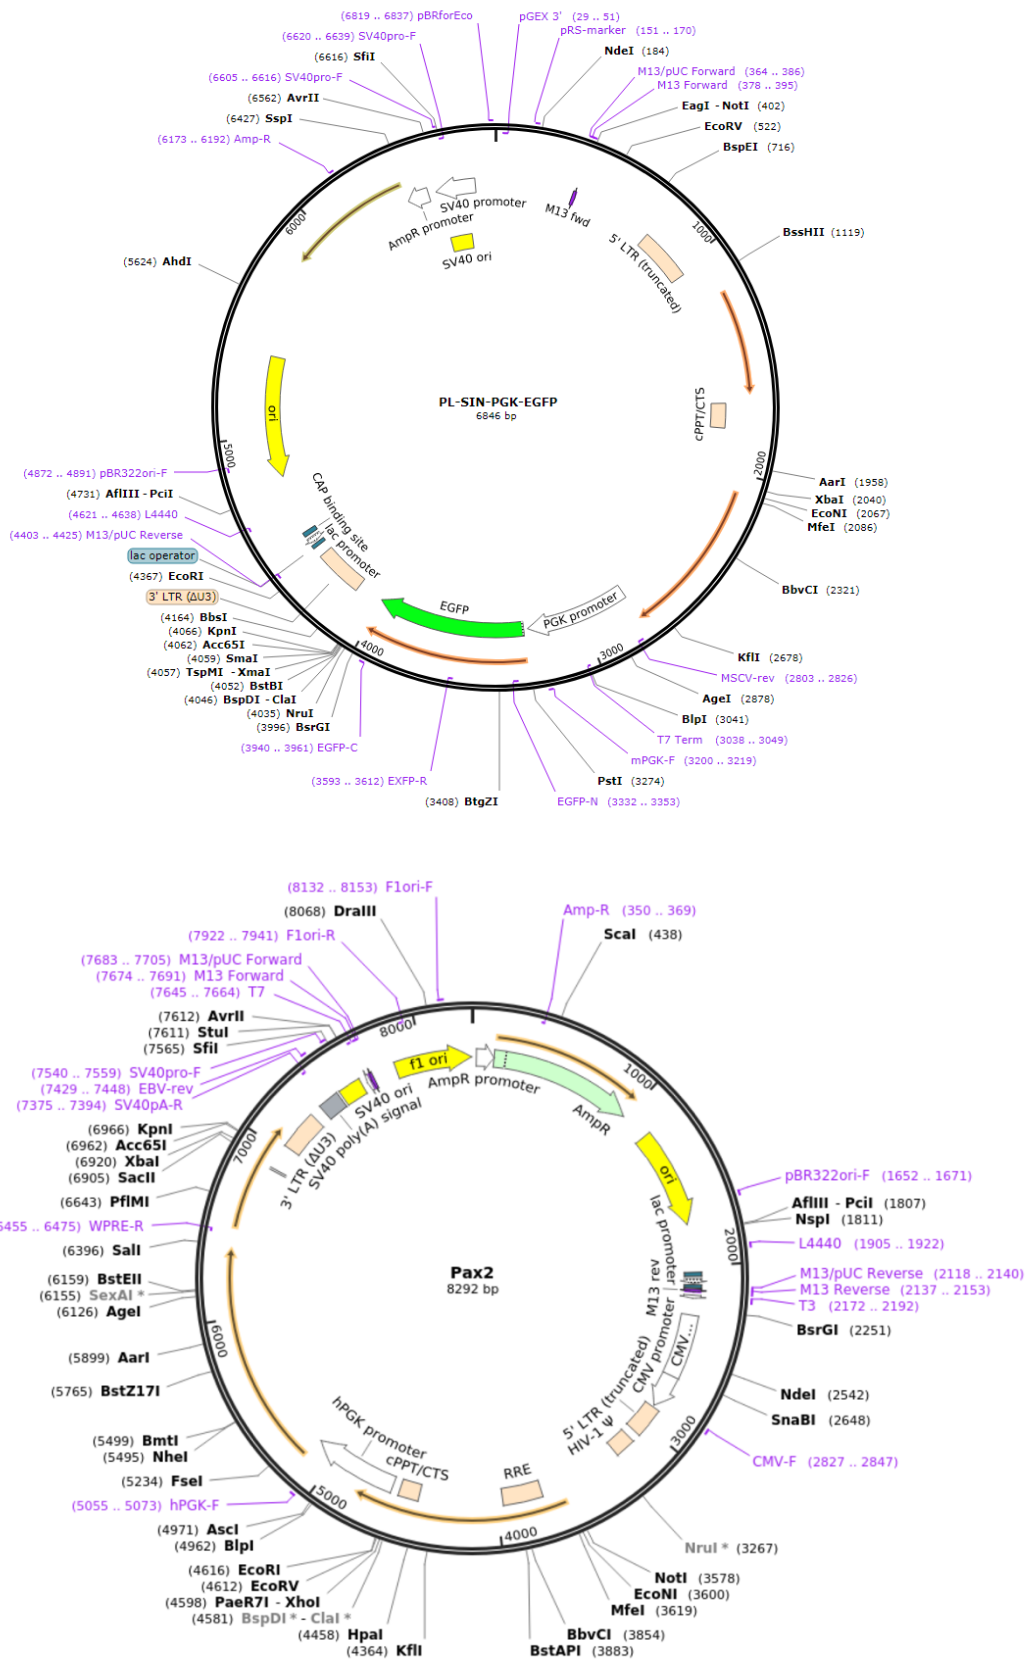 (6819 .. 6837) pBRforEco
pGEX 3' (29 .. 51)
(6620 .. 6639) SV40pro-F
pRS-marker (151 .. 170)
(6616) SfiI
NdeI (184)
(6605 .. 6616) SV40pro-F
M13/pUC Forward (364 .. 386)
M13 Forward (378 .. 395)
(6562) AvrII
EagI - NotI (402)
(6427) SspI
EcoRV (522)
(6173 .. 6192) Amp-R
BspEI (716)
SV40 promoter
AmpR promoter
SV40 ori
M13 fwd
5' LTR (truncated)
6000
1000
BssHII (1119)
(5624) AhdI
PL-SIN-PGK-EGFP
6846 bp
ori
cPPT/CTS
5000
2000
(4872 .. 4891) pBR322ori-F
AarI (1958)
(4731) AflIII - PciI
XbaI (2040)
(4621 .. 4638) L4440
EcoNI (2067)
(4403 .. 4425) M13/pUC Reverse
MfeI (2086)
CAP binding site
lac promoter
lac operator
(4367) EcoRI
BbvCI (2321)
3' LTR (ΔU3)
EGFP
PGK promoter
(4164) BbsI
(4066) KpnI
(4062) Acc65I
4000
3000
(4059) SmaI
KflI (2678)
(4057) TspMI - XmaI
MSCV-rev (2803 .. 2826)
(4052) BstBI
(4046) BspDI - ClaI
AgeI (2878)
(4035) NruI
BlpI (3041)
(3996) BsrGI
T7 Term (3038 .. 3049)
(3940 .. 3961) EGFP-C
mPGK-F (3200 .. 3219)
(3593 .. 3612) EXFP-R
PstI (3274)
(3408) BtgZI
EGFP-N (3332 .. 3353)
(8132 .. 8153) F1ori-F
(8068) DraIII
Amp-R (350 .. 369)
(7922 .. 7941) F1ori-R
ScaI (438)
(7683 .. 7705) M13/pUC Forward
(7674 .. 7691) M13 Forward
(7645 .. 7664) T7
(7612) AvrII
(7611) StuI
(7565) SfiI
8000
f1 ori
AmpR promoter
AmpR
1000
(7540 .. 7559) SV40pro-F
(7429 .. 7448) EBV-rev
(7375 .. 7394) SV40pA-R
SV40 ori
SV40 poly(A) signal
3' LTR (ΔU3)
(6966) KpnI
(6962) Acc65I
(6920) XbaI
(6905) SacII
7000
ori
pBR322ori-F (1652 .. 1671)
(6643) PflMI
AflIII - PciI (1807)
NspI (1811)
6455 .. 6475) WPRE-R
L4440 (1905 .. 1922)
(6396) SalI
lac promoter
2000
Pax2
8292 bp
M13/pUC Reverse (2118 .. 2140)
(6159) BstEII
M13 Reverse (2137 .. 2153)
(6155) SexAI *
T3 (2172 .. 2192)
(6126) AgeI
M13 rev
BsrGI (2251)
6000
CMV promoter
CMV...
(5899) AarI
(5765) BstZ17I
NdeI (2542)
SnaBI (2648)
5' LTR (truncated)
HIV-1 Ψ
3000
(5499) BmtI
(5495) NheI
hPGK promoter
cPPT/CTS
RRE
CMV-F (2827 .. 2847)
(5234) FseI
(5055 .. 5073) hPGK-F
5000
4000
(4971) AscI
(4962) BlpI
NruI * (3267)
(4616) EcoRI
(4612) EcoRV
NotI (3578)
(4598) PaeR7I - XhoI
EcoNI (3600)
(4581) BspDI * - ClaI *
MfeI (3619)
(4458) HpaI
BbvCI (3854)
(4364) KflI
BstAPI (3883)